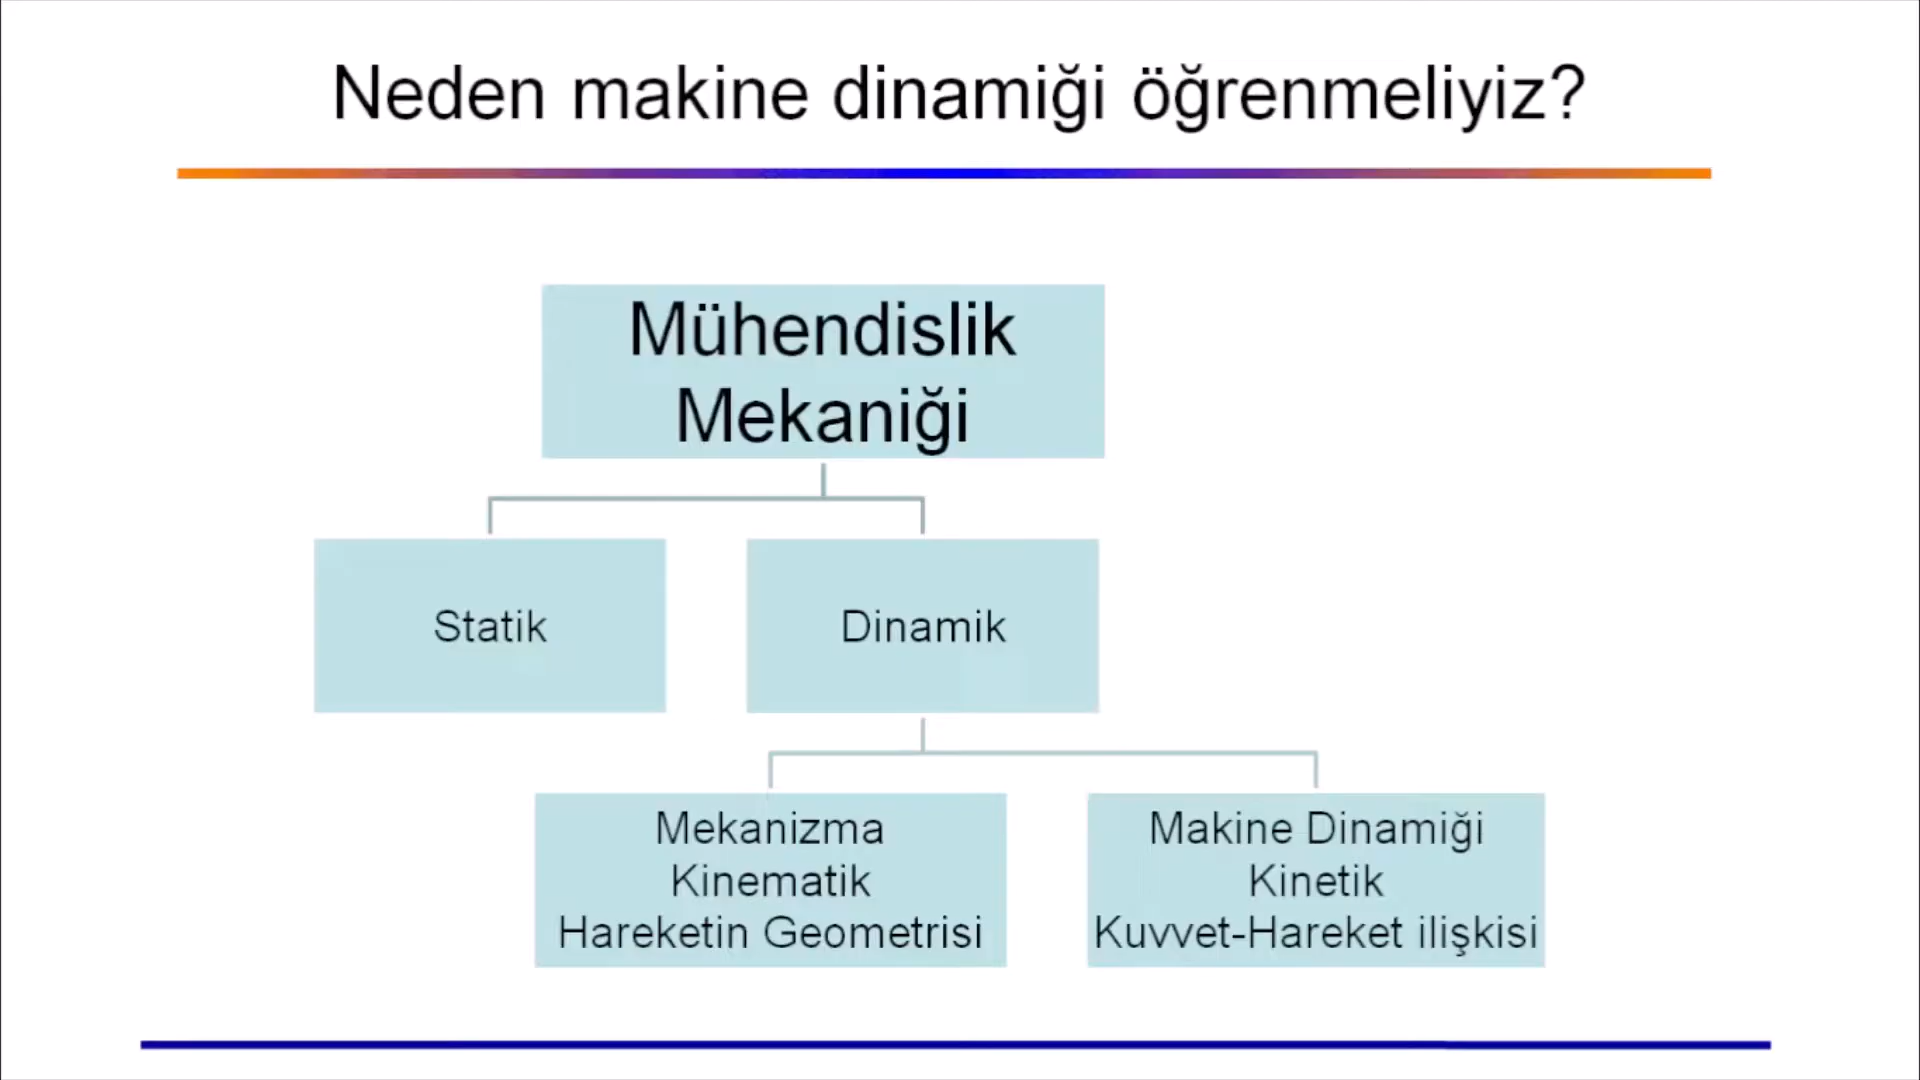 Neden makine dinamiği öğrenmeliyiz?
Mühendislik
Mekaniği
Statik
Dinamik
Mekanizma
Kinematik
Hareketin Geometrisi
Makine Dinamiği
Kinetik
Kuvvet-Hareket ilişkisi